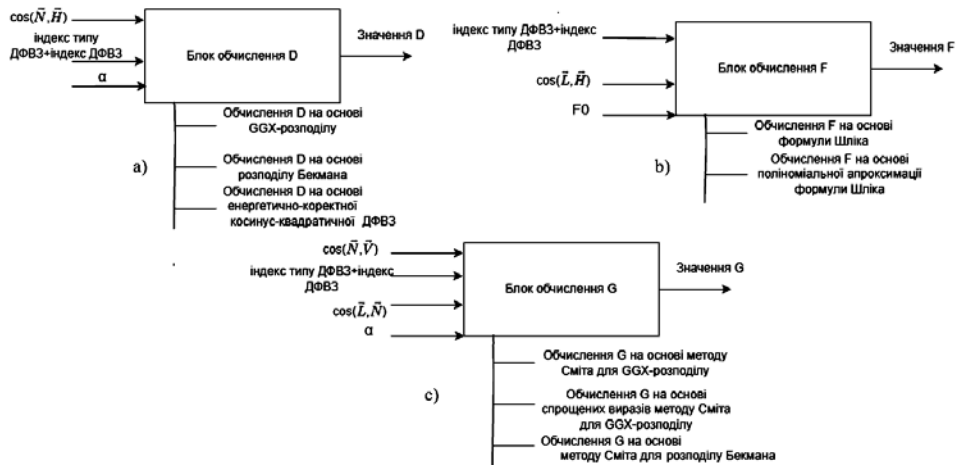 cos(N̄,H̄)
індекс типу
ДФВЗ+індекс ДФВЗ
α
Блок обчислення D
Значення D
Обчислення D на основі
GGX-розподілу
Обчислення D на основі
розподілу Бекмана
Обчислення D на основі
енергетично-коректної
косинус-квадратичної ДФВЗ
a)
індекс типу ДФВЗ+індекс
ДФВЗ
cos(L̄,H̄)
F0
Блок обчислення F
Значення F
Обчислення F на основі
формули Шліка
Обчислення F на основі
поліноміальної апроксимації
формули Шліка
b)
cos(N̄,V̄)
індекс типу ДФВЗ+індекс
ДФВЗ
cos(L̄,N̄)
α
Блок обчислення G
Значення G
Обчислення G на основі методу
Сміта для GGX-розподілу
Обчислення G на основі
спрощених виразів методу Сміта
для GGX-розподілу
Обчислення G на основі
методу Сміта для розподілу Бекмана
c)